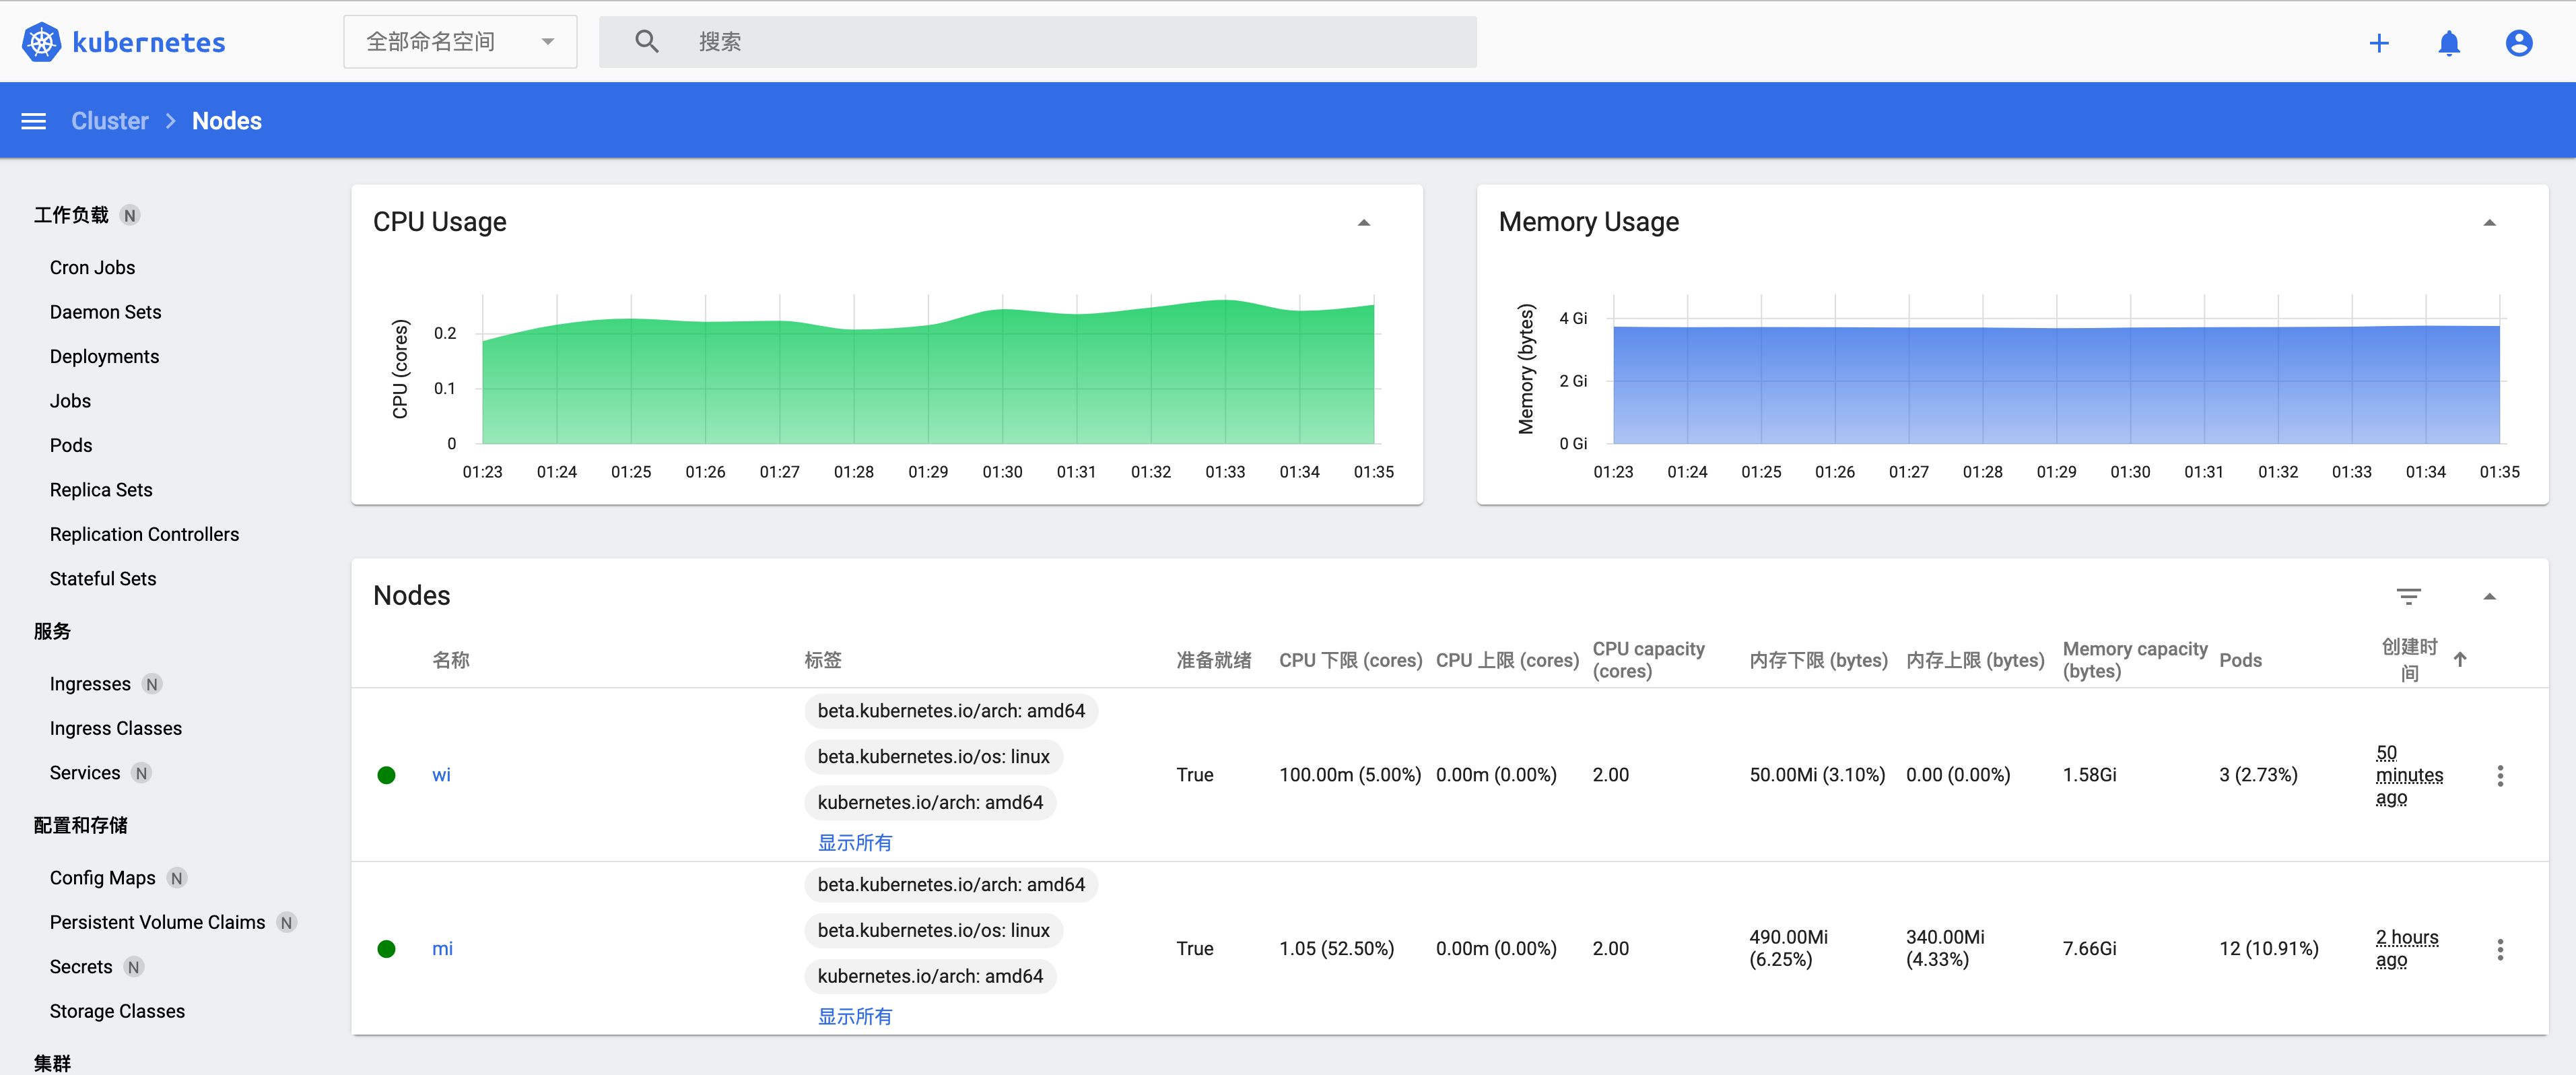 kubernetes
全部命名空间
搜索
Cluster
Nodes
工作负载 N
Cron Jobs
Daemon Sets
Deployments
Jobs
Pods
Replica Sets
Replication Controllers
Stateful Sets
服务
Ingresses N
Ingress Classes
Services N
配置和存储
Config Maps N
Persistent Volume Claims N
Secrets N
Storage Classes
集群
CPU Usage
CPU (cores)
0.2
0.1
0
01:23 01:24 01:25 01:26 01:27 01:28 01:29 01:30 01:31 01:32 01:33 01:34 01:35
Memory Usage
Memory (bytes)
4 Gi
2 Gi
0 Gi
01:23 01:24 01:25 01:26 01:27 01:28 01:29 01:30 01:31 01:32 01:33 01:34 01:35
Nodes
名称
标签
准备就绪
CPU 下限 (cores)
CPU 上限 (cores)
CPU capacity
(cores)
内存下限 (bytes)
内存上限 (bytes)
Memory capacity
(bytes)
Pods
创建时
间
wi
beta.kubernetes.io/arch: amd64
beta.kubernetes.io/os: linux
kubernetes.io/arch: amd64
显示所有
True
100.00m (5.00%)
0.00m (0.00%)
2.00
50.00Mi (3.10%)
0.00 (0.00%)
1.58Gi
3 (2.73%)
50
minutes
ago
mi
beta.kubernetes.io/arch: amd64
beta.kubernetes.io/os: linux
kubernetes.io/arch: amd64
显示所有
True
1.05 (52.50%)
0.00m (0.00%)
2.00
490.00Mi
(6.25%)
340.00Mi
(4.33%)
7.66Gi
12 (10.91%)
2 hours
ago